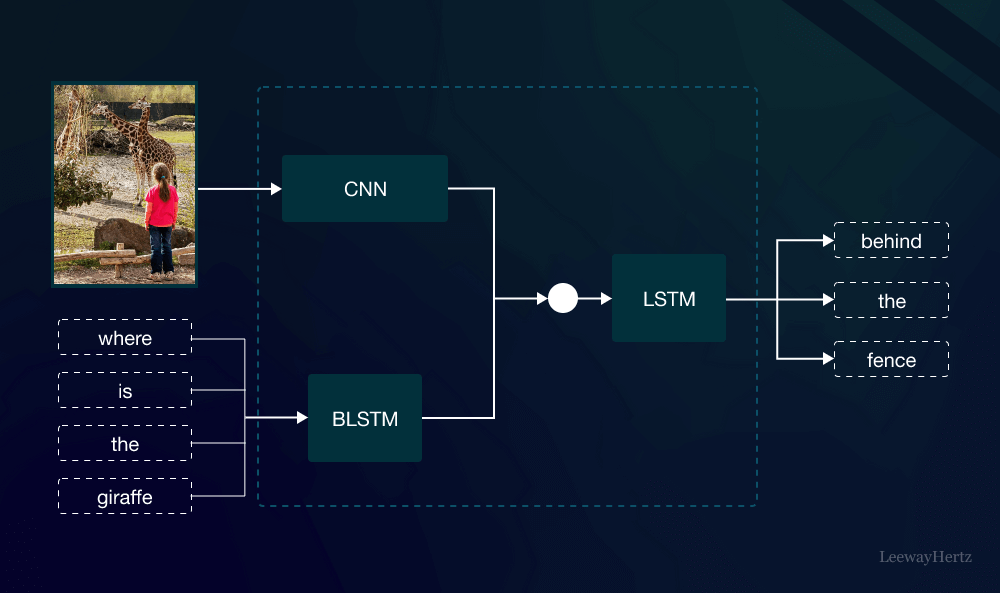 CNN
where
is
the
giraffe
BLSTM
LSTM
behind
the
fence
LeewayHertz